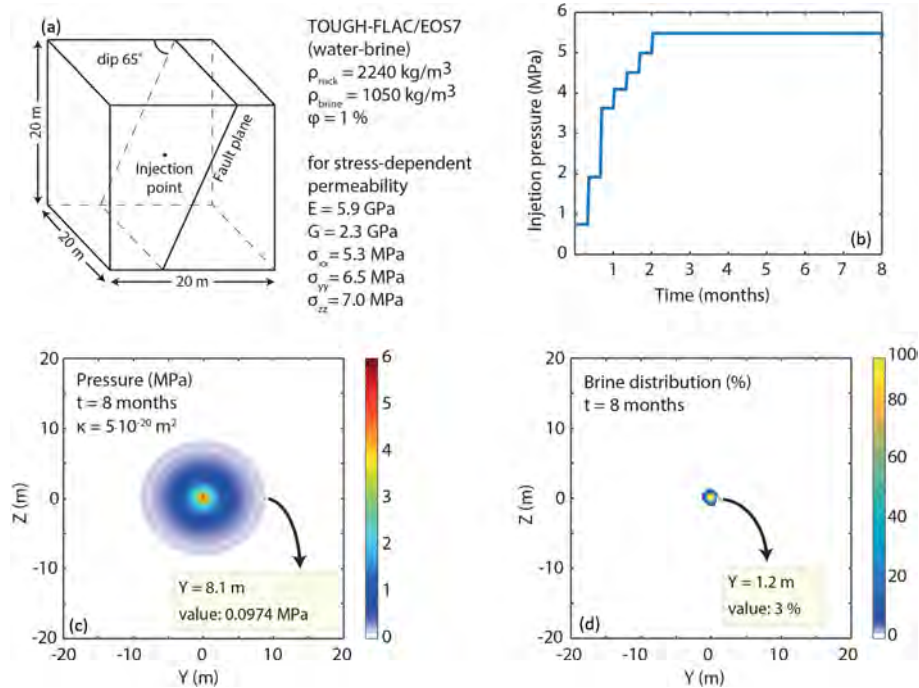 (a)
dip 65°
20 m
Injection
point
Fault plane
20 m
20 m
TOUGH-FLAC/EOS7
(water-brine)
ρrock = 2240 kg/m³
ρbrine = 1050 kg/m³
φ = 1 %
for stress-dependent
permeability
E = 5.9 GPa
G = 2.3 GPa
σxx = 5.3 MPa
σyy = 6.5 MPa
σzz = 7.0 MPa
Injetion pressure (MPa)
6
5
4
3
2
1
0
(b)
0 1 2 3 4 5 6 7 8
Time (months)
Pressure (MPa)
t = 8 months
κ = 5·10⁻²⁰ m²
Z (m)
20
10
0
-10
-20
Y = 8.1 m
value: 0.0974 MPa
(c)
-20 -10 0 10 20
Y (m)
6
5
4
3
2
1
0
Brine distribution (%)
t = 8 months
Z (m)
20
10
0
-10
-20
Y = 1.2 m
value: 3 %
(d)
-20 -10 0 10 20
Y (m)
100
80
60
40
20
0